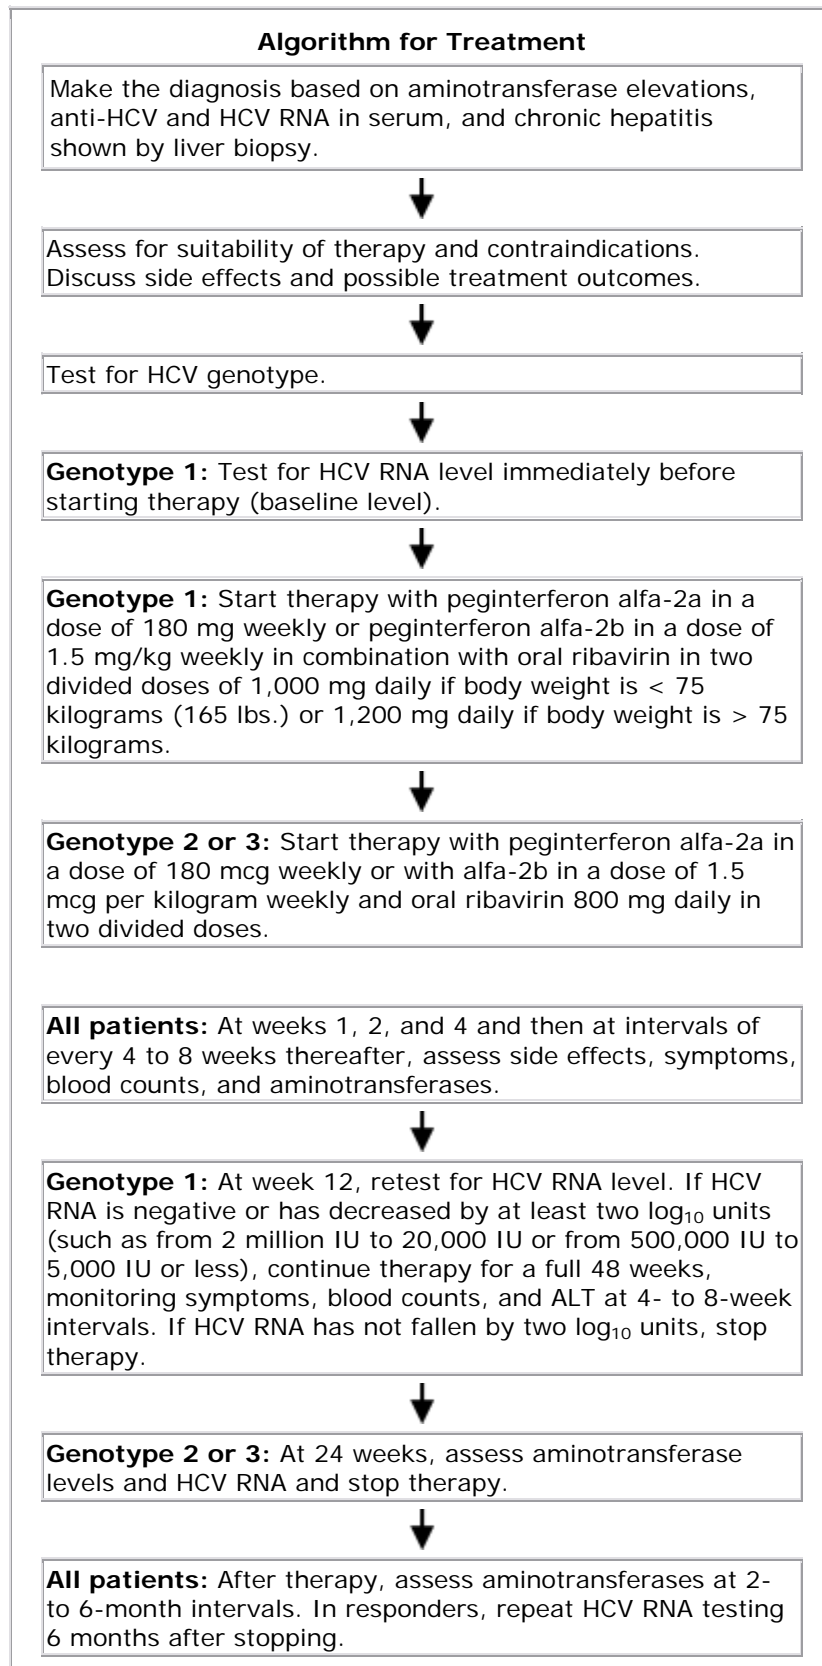 Algorithm for Treatment
Make the diagnosis based on aminotransferase elevations,
anti-HCV and HCV RNA in serum, and chronic hepatitis
shown by liver biopsy.
Assess for suitability of therapy and contraindications.
Discuss side effects and possible treatment outcomes.
Test for HCV genotype.
Genotype 1: Test for HCV RNA level immediately before
starting therapy (baseline level).
Genotype 1: Start therapy with peginterferon alfa-2a in a
dose of 180 mg weekly or peginterferon alfa-2b in a dose of
1.5 mg/kg weekly in combination with oral ribavirin in two
divided doses of 1,000 mg daily if body weight is < 75
kilograms (165 lbs.) or 1,200 mg daily if body weight is > 75
kilograms.
Genotype 2 or 3: Start therapy with peginterferon alfa-2a in
a dose of 180 mcg weekly or with alfa-2b in a dose of 1.5
mcg per kilogram weekly and oral ribavirin 800 mg daily in
two divided doses.
All patients: At weeks 1, 2, and 4 and then at intervals of
every 4 to 8 weeks thereafter, assess side effects, symptoms,
blood counts, and aminotransferases.
Genotype 1: At week 12, retest for HCV RNA level. If HCV
RNA is negative or has decreased by at least two log₁₀ units
(such as from 2 million IU to 20,000 IU or from 500,000 IU to
5,000 IU or less), continue therapy for a full 48 weeks,
monitoring symptoms, blood counts, and ALT at 4- to 8-week
intervals. If HCV RNA has not fallen by two log₁₀ units, stop
therapy.
Genotype 2 or 3: At 24 weeks, assess aminotransferase
levels and HCV RNA and stop therapy.
All patients: After therapy, assess aminotransferases at 2-
to 6-month intervals. In responders, repeat HCV RNA testing
6 months after stopping.